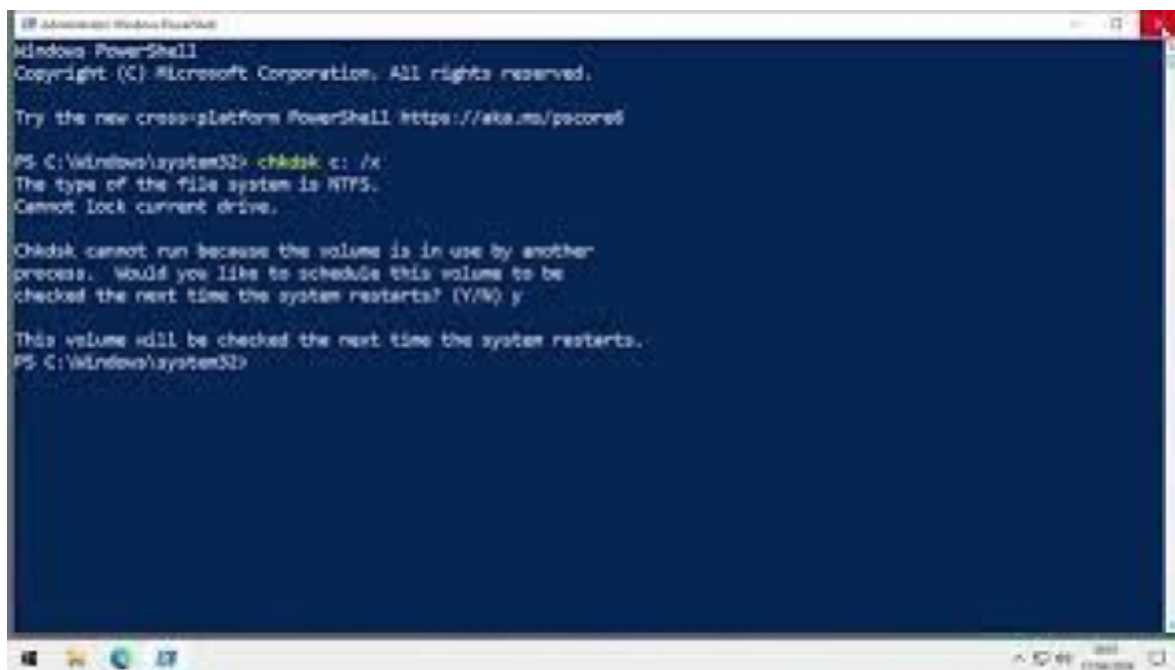 Administrator: Windows PowerShell
Windows PowerShell
Copyright (C) Microsoft Corporation. All rights reserved.
Try the new cross-platform PowerShell https://aka.ms/pscore6
PS C:\Windows\system32> chkdsk c: /x
The type of the file system is NTFS.
Cannot lock current drive.
Chkdsk cannot run because the volume is in use by another
process.  Would you like to schedule this volume to be
checked the next time the system restarts? (Y/N) y
This volume will be checked the next time the system restarts.
PS C:\Windows\system32>